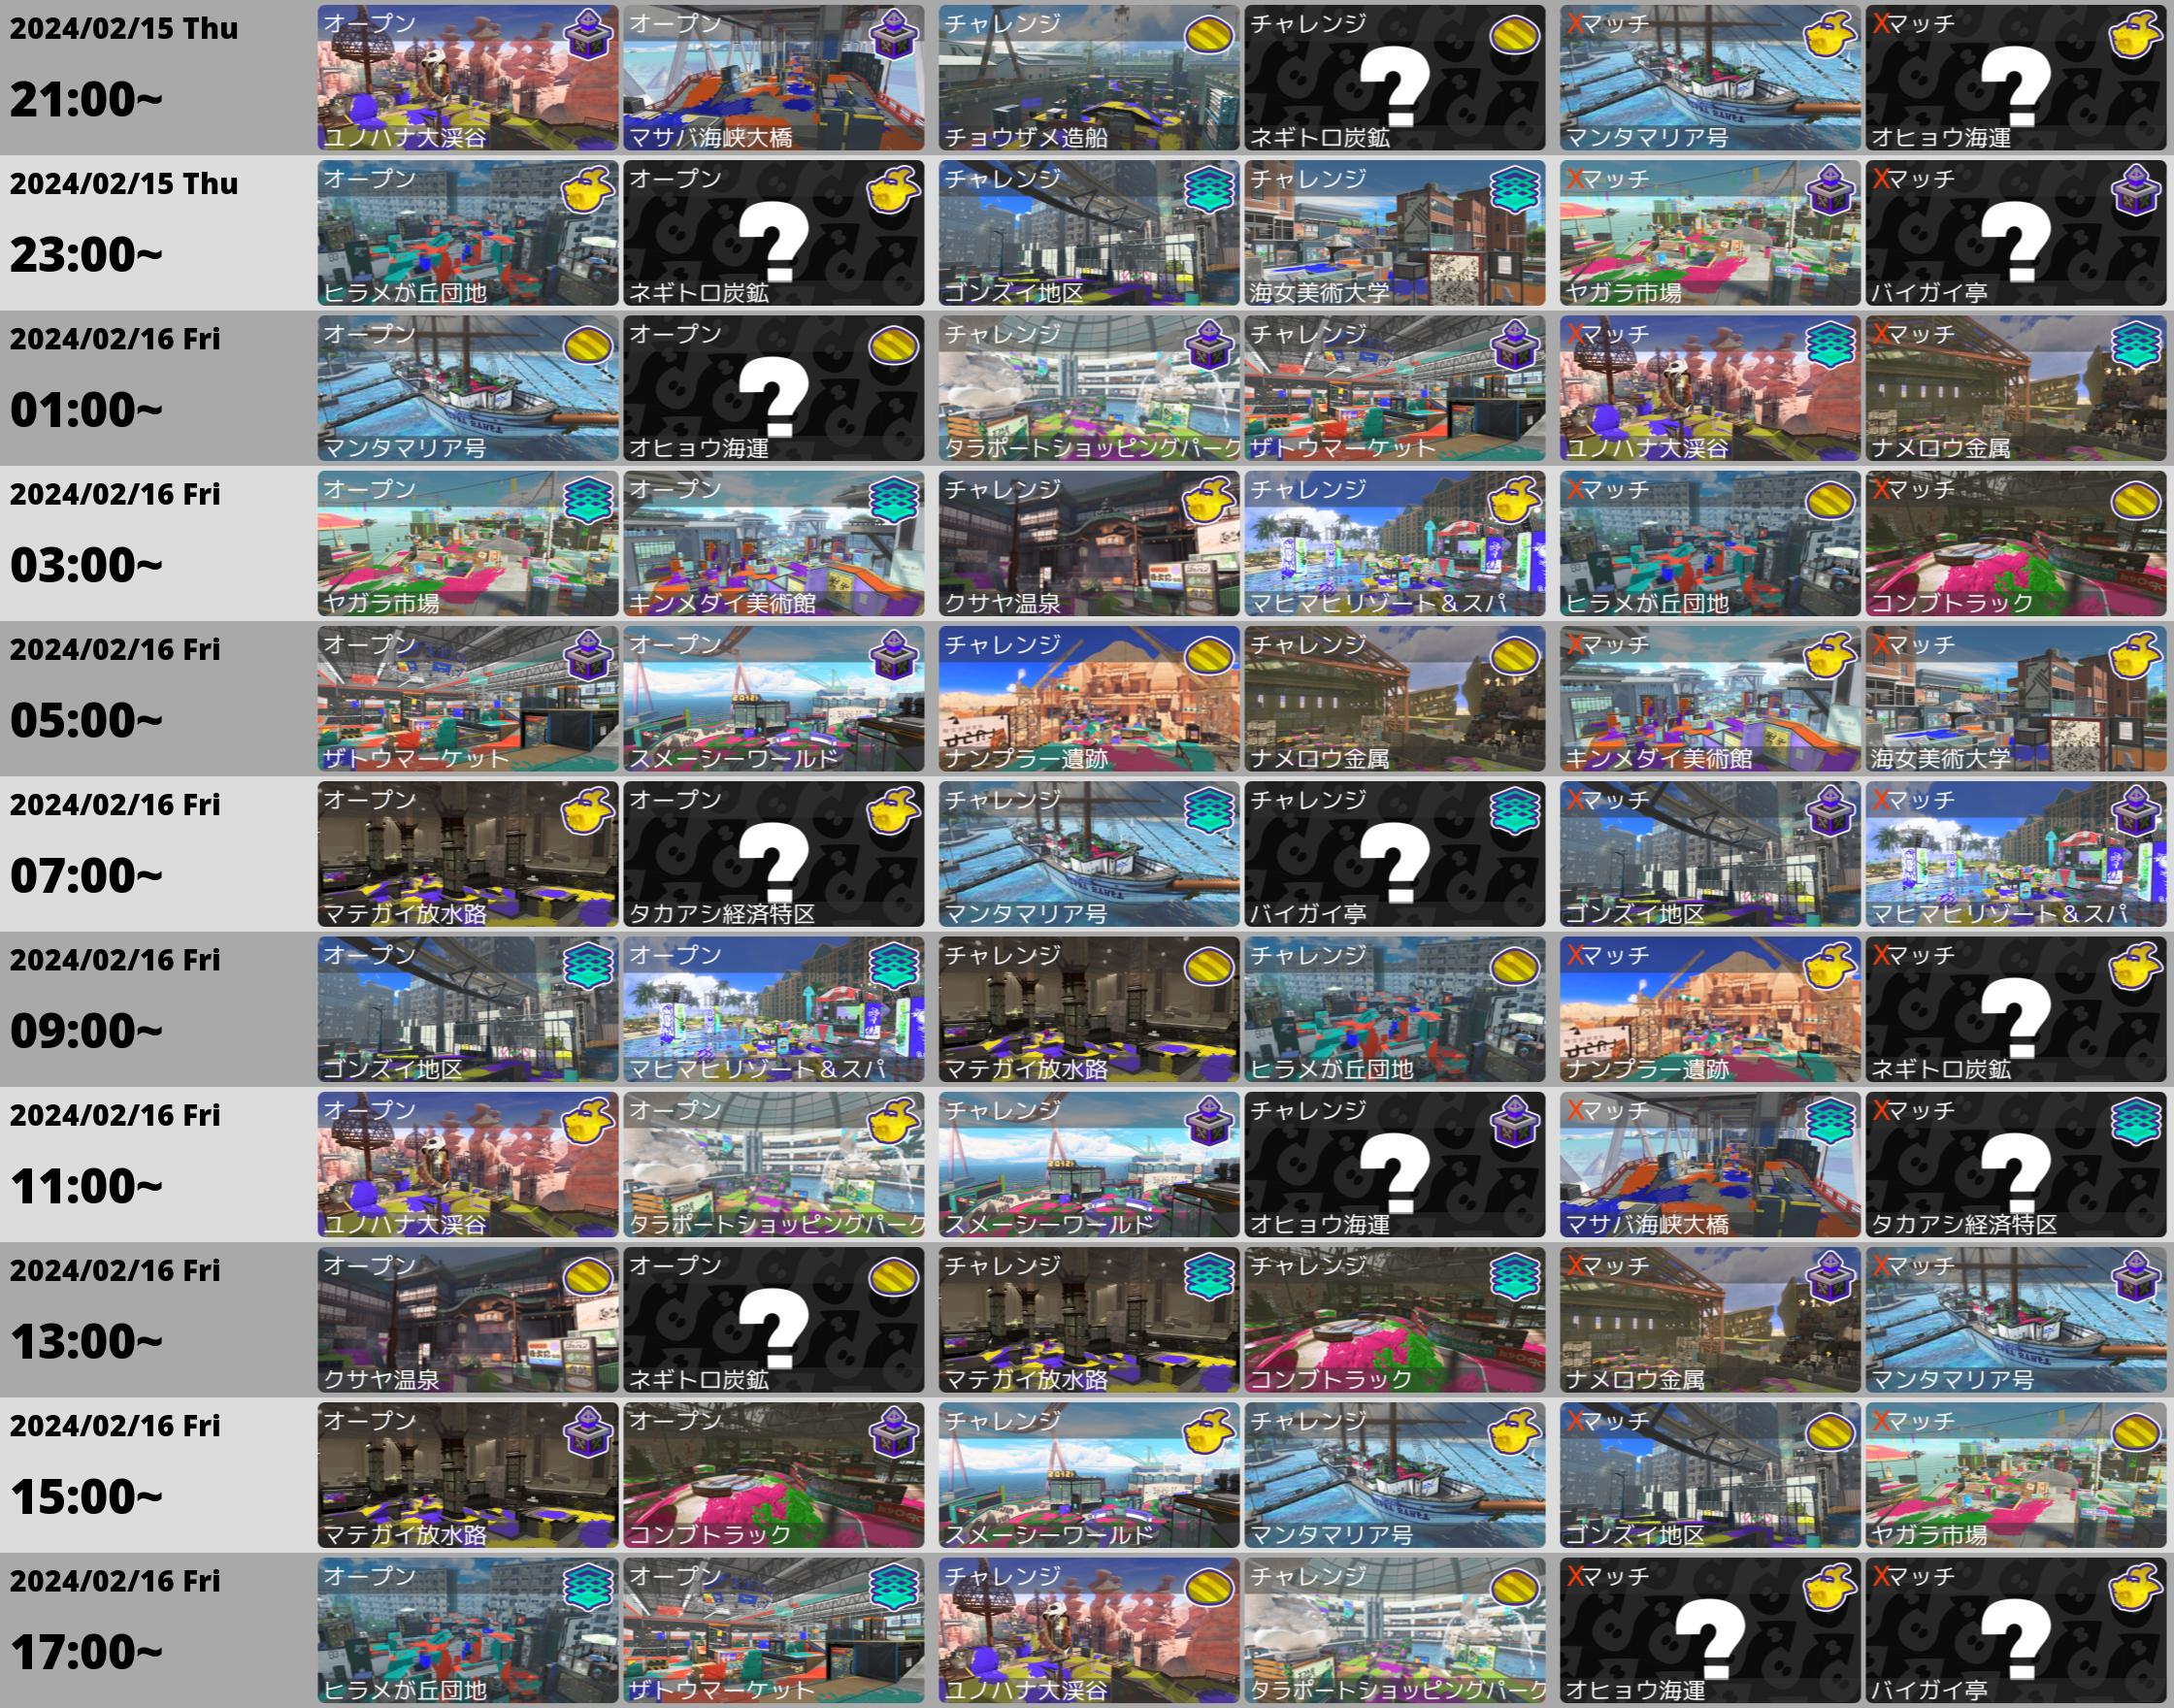 2024/02/15 Thu
21:00~
オープン オープン チャレンジ チャレンジ Xマッチ Xマッチ
ユノハナ大渓谷 マサバ海峡大橋 チョウザメ造船 ネギトロ炭鉱 マンタマリア号 オヒョウ海運
2024/02/15 Thu
23:00~
オープン オープン チャレンジ チャレンジ Xマッチ Xマッチ
ヒラメが丘団地 ネギトロ炭鉱 ゴンズイ地区 海女美術大学 ヤガラ市場 バイガイ亭
2024/02/16 Fri
01:00~
オープン オープン チャレンジ チャレンジ Xマッチ Xマッチ
マンタマリア号 オヒョウ海運 タラポートショッピングパーク ザトウマーケット ユノハナ大渓谷 ナメロウ金属
2024/02/16 Fri
03:00~
オープン オープン チャレンジ チャレンジ Xマッチ Xマッチ
ヤガラ市場 キンメダイ美術館 クサヤ温泉 マヒマヒリゾート&スパ ヒラメが丘団地 コンブトラック
2024/02/16 Fri
05:00~
オープン オープン チャレンジ チャレンジ Xマッチ Xマッチ
ザトウマーケット スメーシーワールド ナンプラー遺跡 ナメロウ金属 キンメダイ美術館 海女美術大学
2024/02/16 Fri
07:00~
オープン オープン チャレンジ チャレンジ Xマッチ Xマッチ
マテガイ放水路 タカアシ経済特区 マンタマリア号 バイガイ亭 ゴンズイ地区 マヒマヒリゾート&スパ
2024/02/16 Fri
09:00~
オープン オープン チャレンジ チャレンジ Xマッチ Xマッチ
ゴンズイ地区 マヒマヒリゾート&スパ マテガイ放水路 ヒラメが丘団地 ナンプラー遺跡 ネギトロ炭鉱
2024/02/16 Fri
11:00~
オープン オープン チャレンジ チャレンジ Xマッチ Xマッチ
ユノハナ大渓谷 タラポートショッピングパーク スメーシーワールド オヒョウ海運 マサバ海峡大橋 タカアシ経済特区
2024/02/16 Fri
13:00~
オープン オープン チャレンジ チャレンジ Xマッチ Xマッチ
クサヤ温泉 ネギトロ炭鉱 マテガイ放水路 コンブトラック ナメロウ金属 マンタマリア号
2024/02/16 Fri
15:00~
オープン オープン チャレンジ チャレンジ Xマッチ Xマッチ
マテガイ放水路 コンブトラック スメーシーワールド マンタマリア号 ゴンズイ地区 ヤガラ市場
2024/02/16 Fri
17:00~
オープン オープン チャレンジ チャレンジ Xマッチ Xマッチ
ヒラメが丘団地 ザトウマーケット ユノハナ大渓谷 タラポートショッピングパーク オヒョウ海運 バイガイ亭